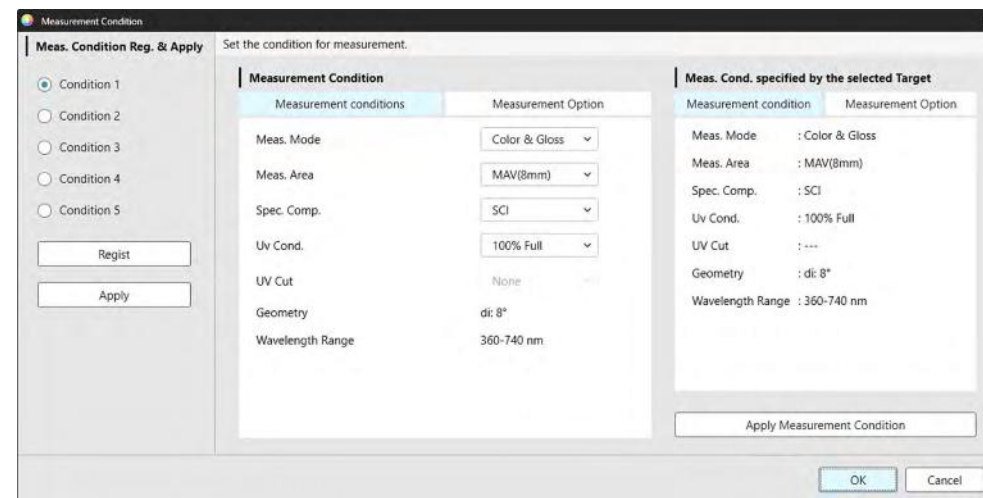 Measurement Condition
Meas. Condition Reg. & Apply
Condition 1
Condition 2
Condition 3
Condition 4
Condition 5
Regist
Apply
Set the condition for measurement.
Measurement Condition
Measurement conditions Measurement Option
Meas. Mode Color & Gloss
Meas. Area MAV(8mm)
Spec. Comp. SCI
Uv Cond. 100% Full
UV Cut None
Geometry di: 8°
Wavelength Range 360-740 nm
Meas. Cond. specified by the selected Target
Measurement condition Measurement Option
Meas. Mode : Color & Gloss
Meas. Area : MAV(8mm)
Spec. Comp. : SCI
Uv Cond. : 100% Full
UV Cut : ---
Geometry : di: 8°
Wavelength Range : 360-740 nm
Apply Measurement Condition
OK Cancel